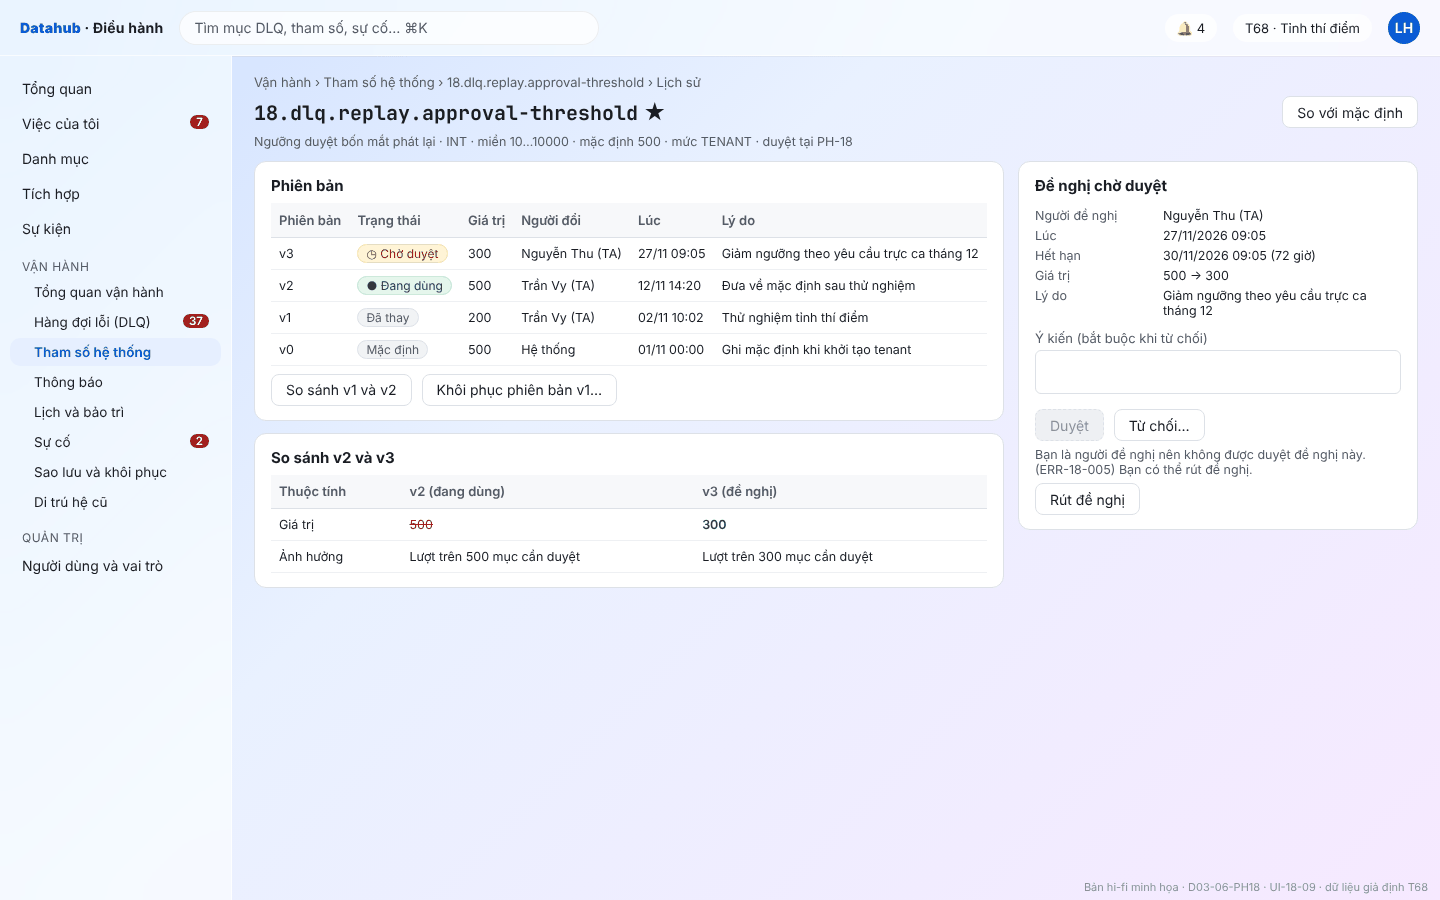 Datahub · Điều hành
Tìm mục DLQ, tham số, sự cố... ⌘K
4
T68 · Tỉnh thí điểm
LH
Tổng quan
Việc của tôi 7
Danh mục
Tích hợp
Sự kiện
VẬN HÀNH
Tổng quan vận hành
Hàng đợi lỗi (DLQ) 37
Tham số hệ thống
Thông báo
Lịch và bảo trì
Sự cố 2
Sao lưu và khôi phục
Di trú hệ cũ
QUẢN TRỊ
Người dùng và vai trò
Vận hành › Tham số hệ thống › 18.dlq.replay.approval-threshold › Lịch sử
18.dlq.replay.approval-threshold ★
So với mặc định
Ngưỡng duyệt bốn mắt phát lại · INT · miền 10...10000 · mặc định 500 · mức TENANT · duyệt tại PH-18
Phiên bản
Phiên bản Trạng thái Giá trị Người đổi Lúc Lý do
v3 ◷ Chờ duyệt 300 Nguyễn Thu (TA) 27/11 09:05 Giảm ngưỡng theo yêu cầu trực ca tháng 12
v2 ● Đang dùng 500 Trần Vy (TA) 12/11 14:20 Đưa về mặc định sau thử nghiệm
v1 Đã thay 200 Trần Vy (TA) 02/11 10:02 Thử nghiệm tỉnh thí điểm
v0 Mặc định 500 Hệ thống 01/11 00:00 Ghi mặc định khi khởi tạo tenant
So sánh v1 và v2
Khôi phục phiên bản v1...
So sánh v2 và v3
Thuộc tính v2 (đang dùng) v3 (đề nghị)
Giá trị 500 300
Ảnh hưởng Lượt trên 500 mục cần duyệt Lượt trên 300 mục cần duyệt
Đề nghị chờ duyệt
Người đề nghị Nguyễn Thu (TA)
Lúc 27/11/2026 09:05
Hết hạn 30/11/2026 09:05 (72 giờ)
Giá trị 500 → 300
Lý do Giảm ngưỡng theo yêu cầu trực ca
tháng 12
Ý kiến (bắt buộc khi từ chối)
Duyệt
Từ chối...
Bạn là người đề nghị nên không được duyệt đề nghị này.
(ERR-18-005) Bạn có thể rút đề nghị.
Rút đề nghị
Bản hi-fi minh họa · D03-06-PH18 · UI-18-09 · dữ liệu giả định T68